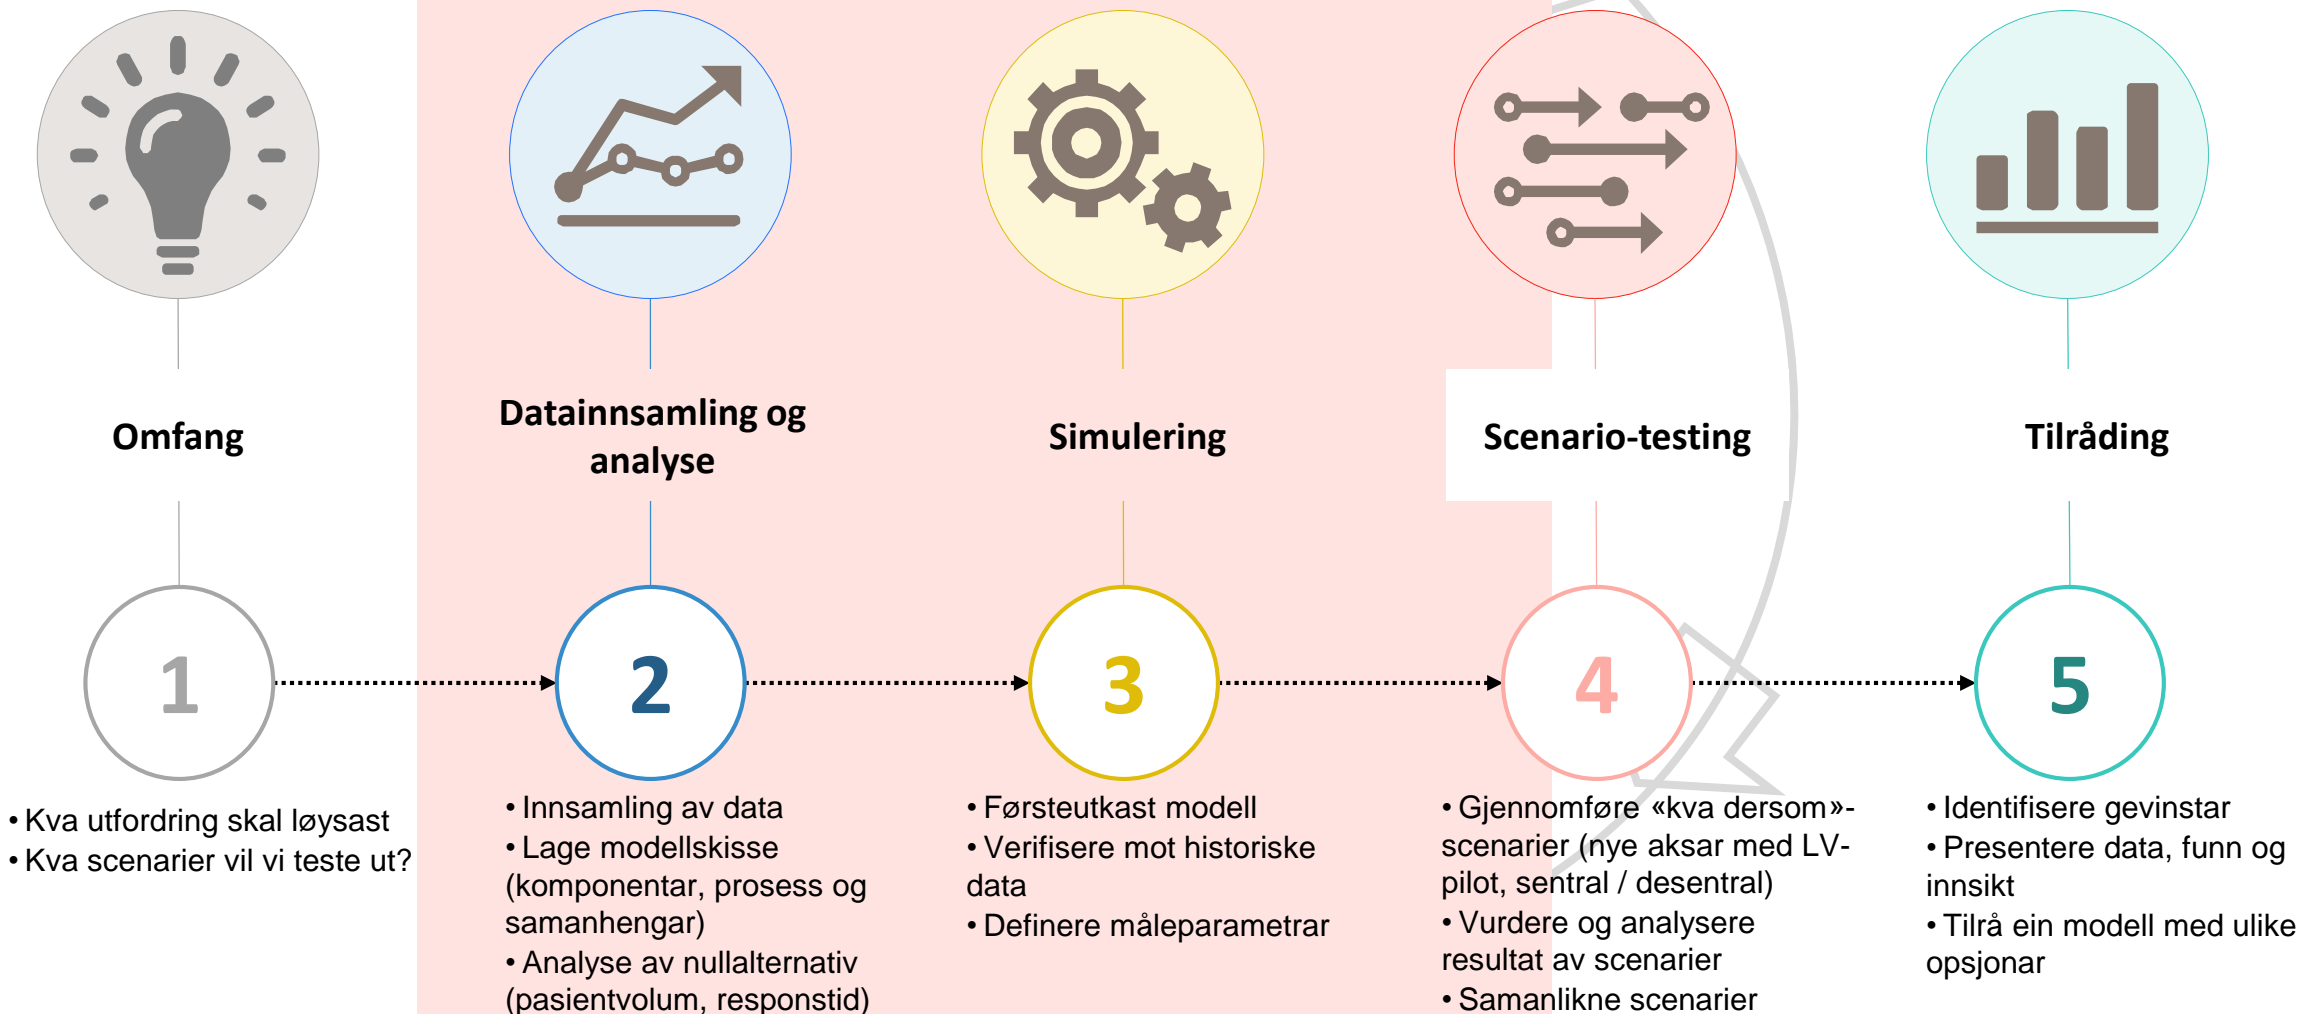 Omfang
1
• Kva utfordring skal løysast
• Kva scenarier vil vi teste ut?
Datainnsamling og
analyse
2
• Innsamling av data
• Lage modellskisse
(komponentar, prosess og
samanhengar)
• Analyse av nullalternativ
(pasientvolum, responstid)
Simulering
3
• Førsteutkast modell
• Verifisere mot historiske
data
• Definere måleparametrar
Scenario-testing
4
• Gjennomføre «kva dersom»-
scenarier (nye aksar med LV-
pilot, sentral / desentral)
• Vurdere og analysere
resultat av scenarier
• Samanlikne scenarier
Tilråding
5
• Identifisere gevinstar
• Presentere data, funn og
innsikt
• Tilrå ein modell med ulike
opsjonar